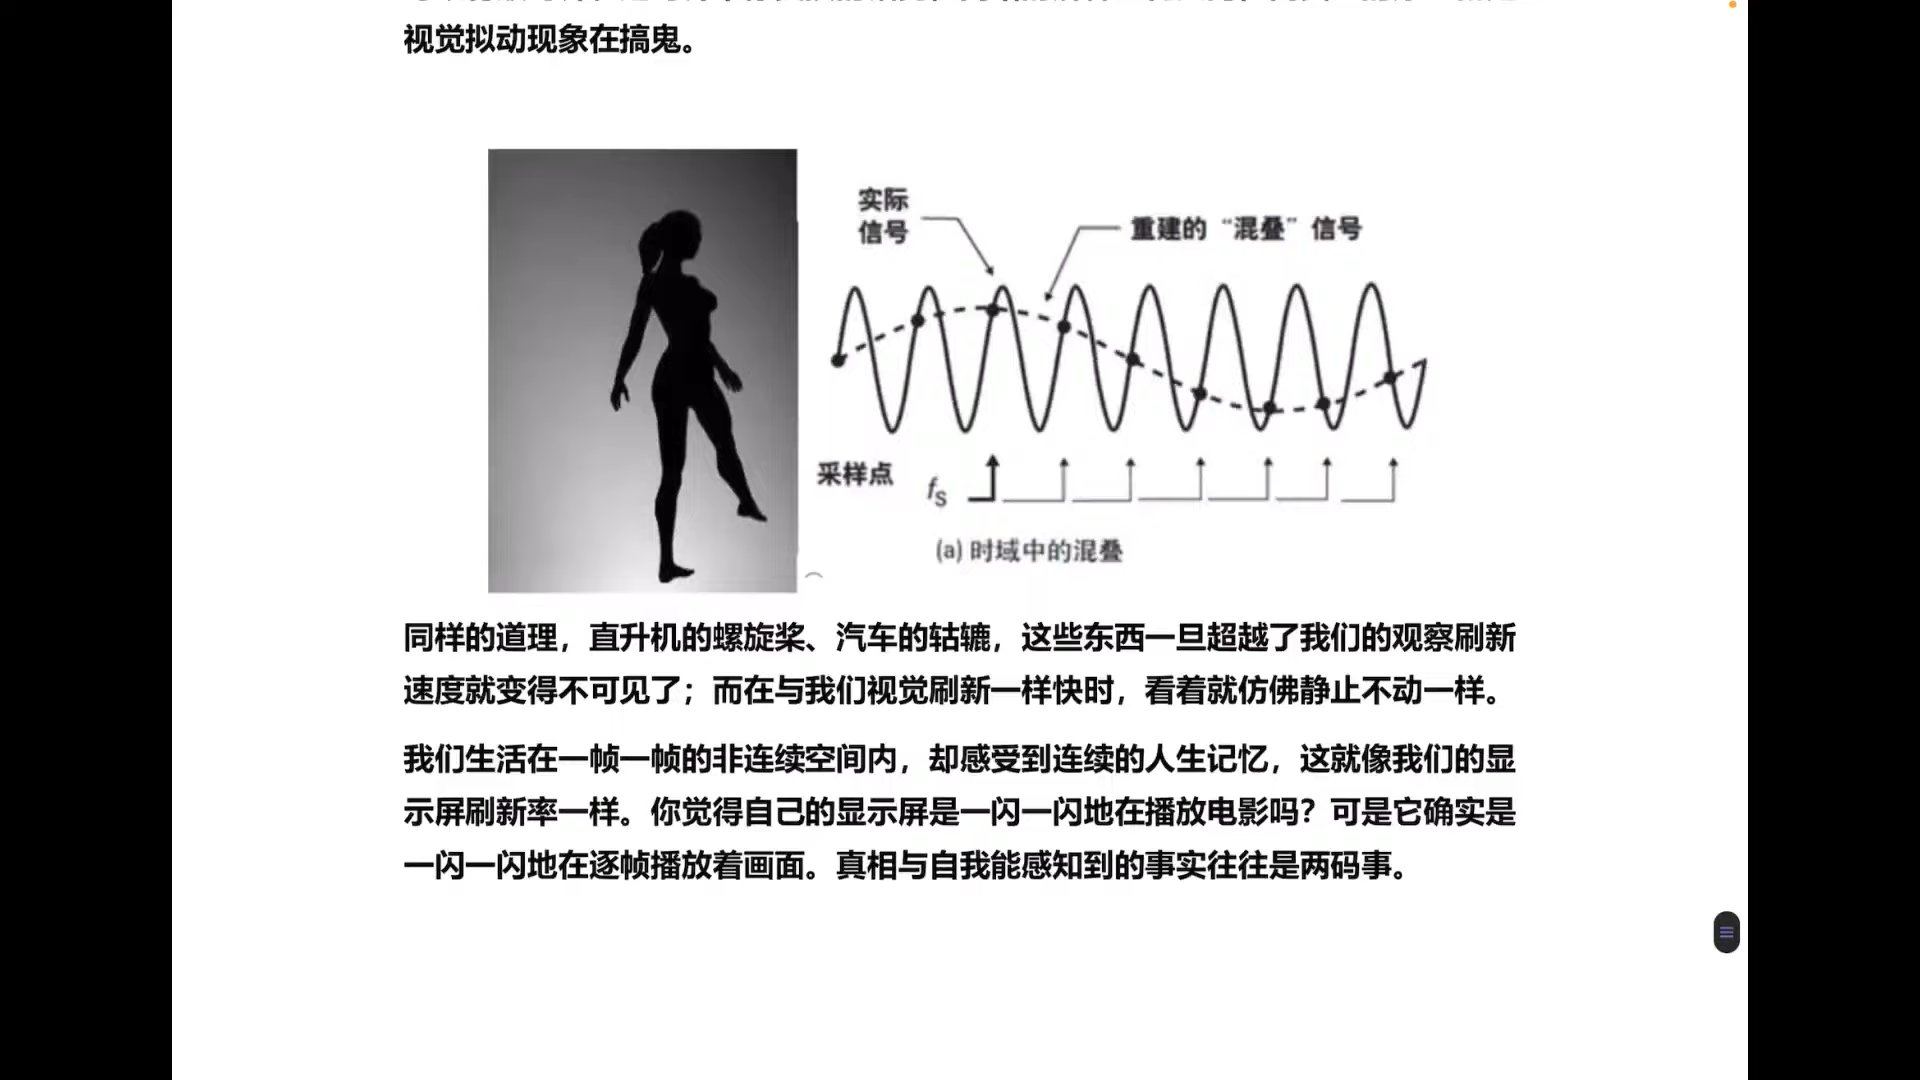 视觉拟动现象在搞鬼。
实际
信号
重建的“混叠”信号
采样点
fS
(a) 时域中的混叠
同样的道理，直升机的螺旋桨、汽车的轱辘，这些东西一旦超越了我们的观察刷新
速度就变得不可见了；而在与我们视觉刷新一样快时，看着就仿佛静止不动一样。
我们生活在一帧一帧的非连续空间内，却感受到连续的人生记忆，这就像我们的显
示屏刷新率一样。你觉得自己的显示屏是一闪一闪地在播放电影吗？可是它确实是
一闪一闪地在逐帧播放着画面。真相与自我能感知到的事实往往是两码事。